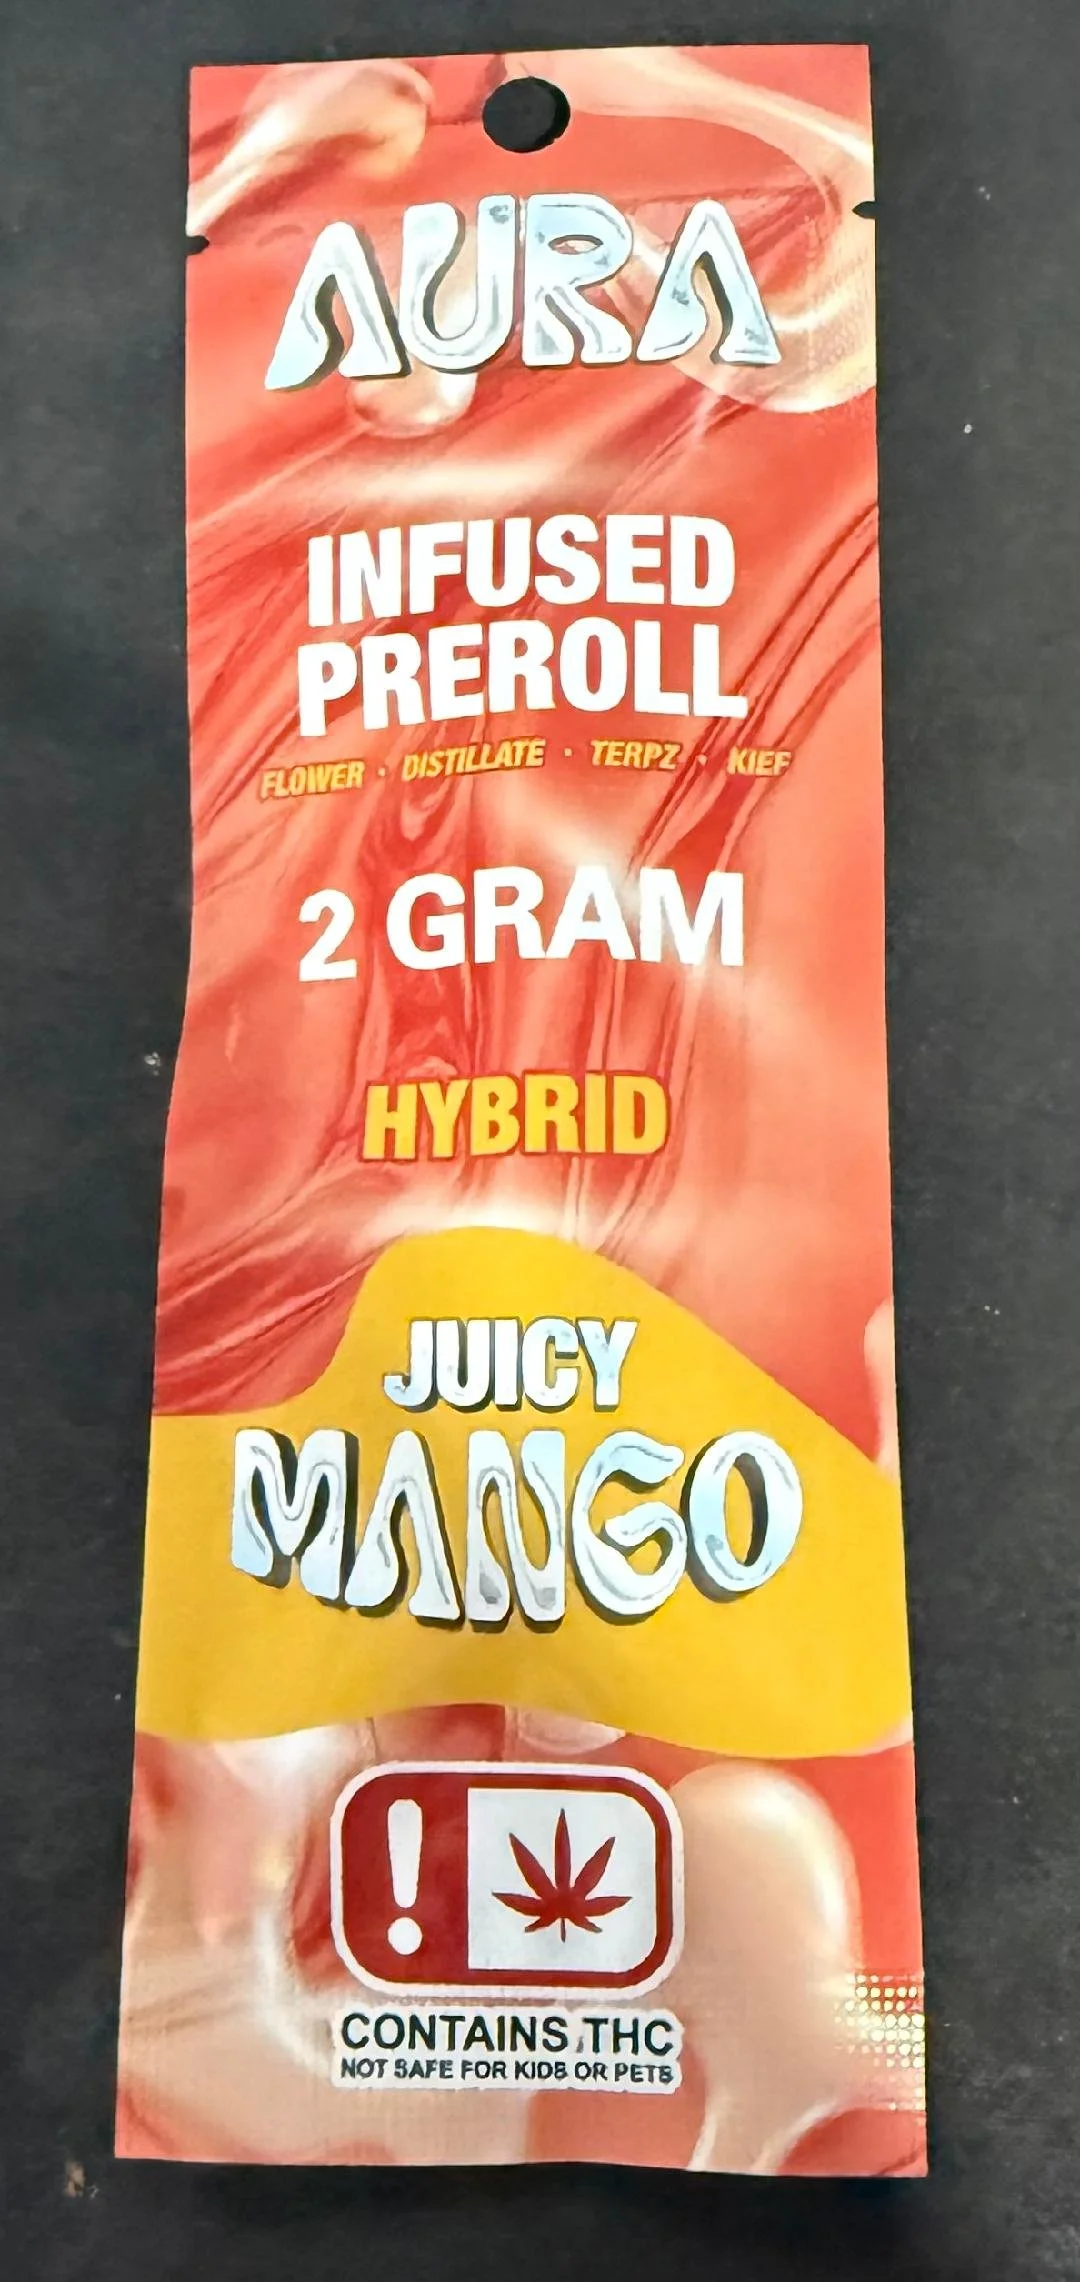 AURA
INFUSED
PREROLL
FLOWER · DISTILLATE · TERPZ · KIEF
2 GRAM
HYBRID
JUICY
MANGO
!
CONTAINS THC
NOT SAFE FOR KIDS OR PETS